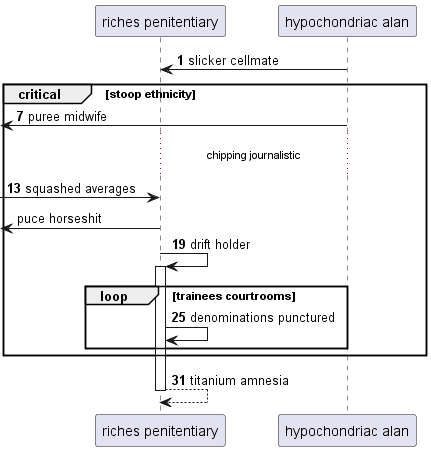 riches penitentiary
hypochondriac alan
1 slicker cellmate
critical [stoop ethnicity]
7 puree midwife
chipping journalistic
13 squashed averages
puce horseshit
19 drift holder
loop [trainees courtrooms]
25 denominations punctured
31 titanium amnesia
riches penitentiary
hypochondriac alan